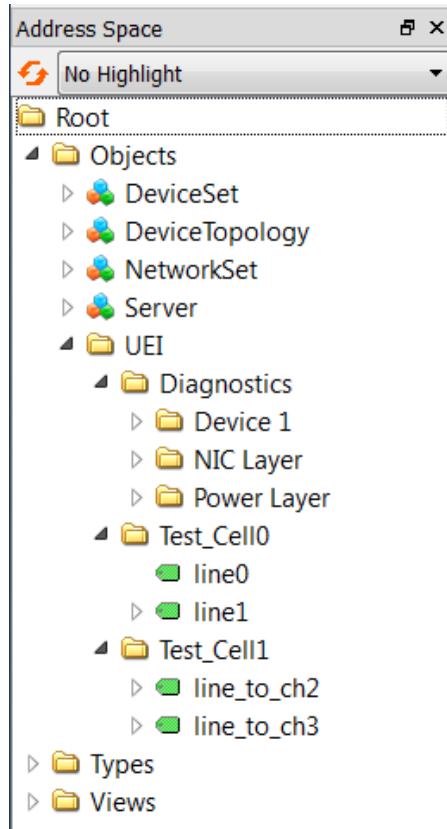 Address Space
No Highlight
Root
Objects
DeviceSet
DeviceTopology
NetworkSet
Server
UEI
Diagnostics
Device 1
NIC Layer
Power Layer
Test_Cell0
line0
line1
Test_Cell1
line_to_ch2
line_to_ch3
Types
Views